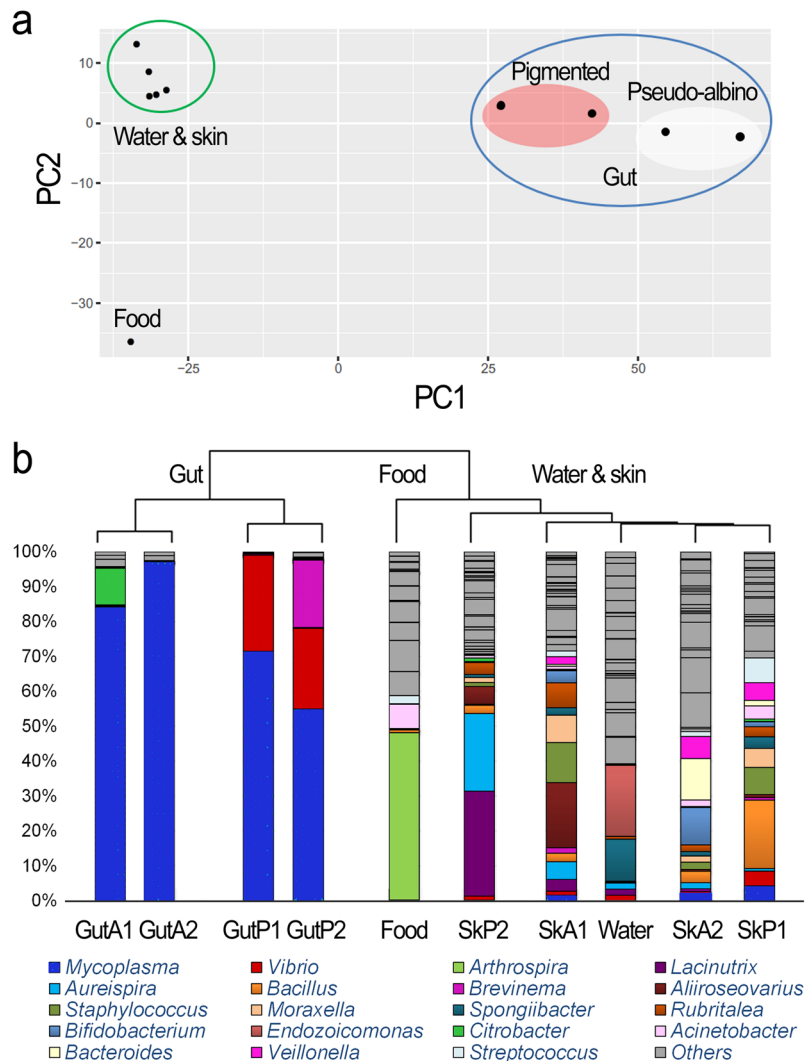 a
PC2
10
0
−10
−20
−30
Pigmented
Pseudo-albino
Water & skin
Gut
Food
−25 0 25 50
PC1
b
Gut Food Water & skin
100%
90%
80%
70%
60%
50%
40%
30%
20%
10%
0%
GutA1 GutA2 GutP1 GutP2 Food SkP2 SkA1 Water SkA2 SkP1
Mycoplasma Vibrio Arthrospira Lacinutrix
Aureispira Bacillus Brevinema Aliiroseovarius
Staphylococcus Moraxella Spongiibacter Rubritalea
Bifidobacterium Endozoicomonas Citrobacter Acinetobacter
Bacteroides Veillonella Streptococcus Others